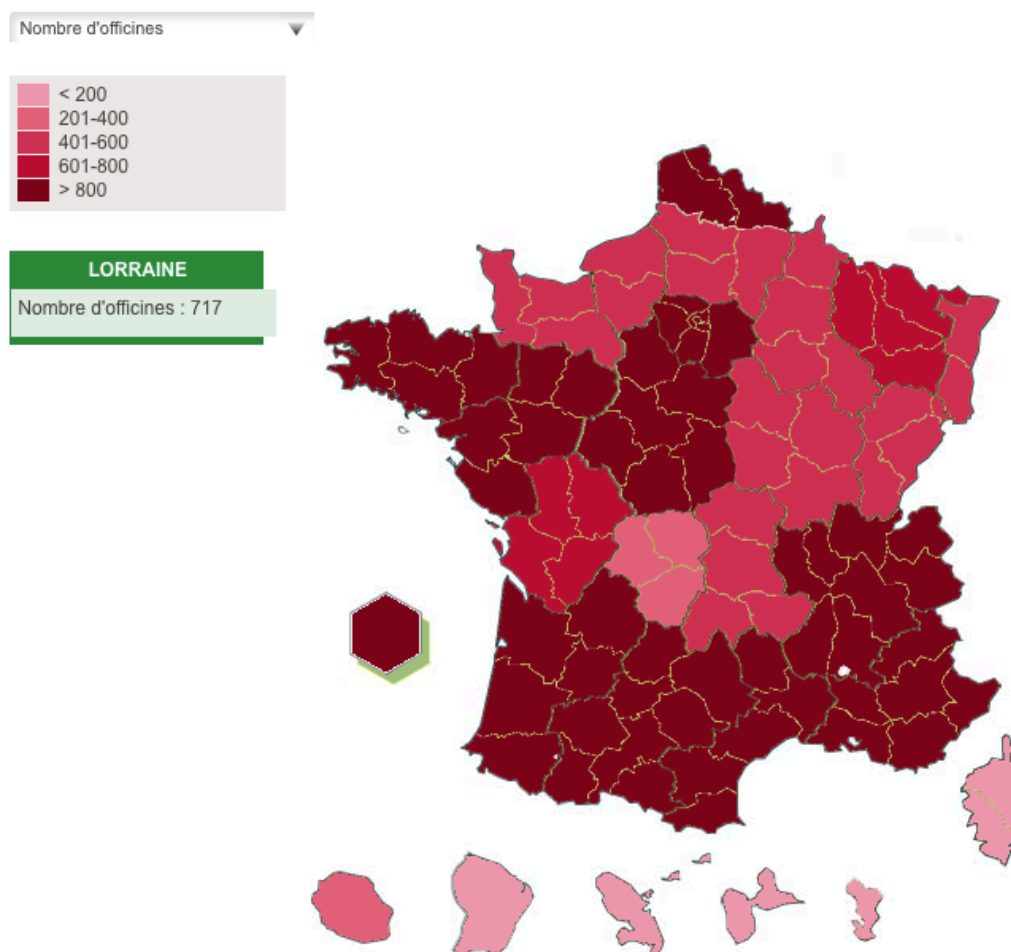 Nombre d'officines
< 200
201-400
401-600
601-800
> 800
LORRAINE
Nombre d'officines : 717